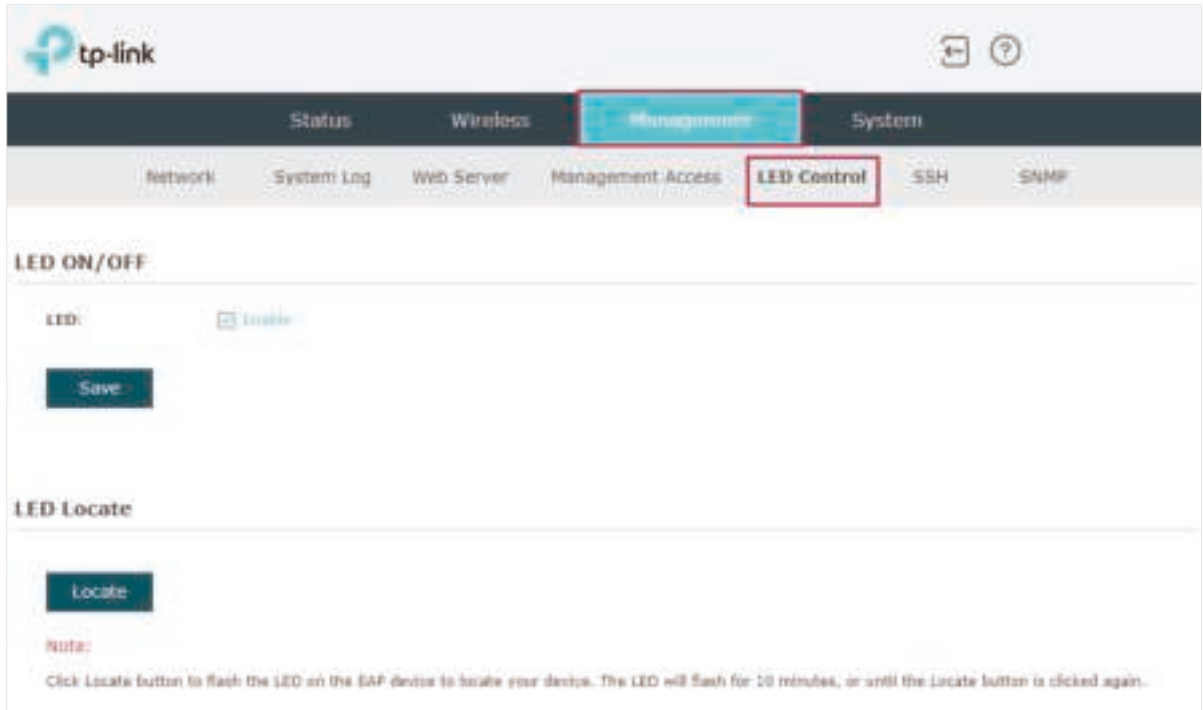 tp-link
Status Wireless Management System
Network System Log Web Server Management Access LED Control SSH SNMP
LED ON/OFF
LED: Enable
Save
LED Locate
Locate
Note:
Click Locate button to flash the LED on the EAP device to locate your device. The LED will flash for 10 minutes, or until the Locate button is clicked again.